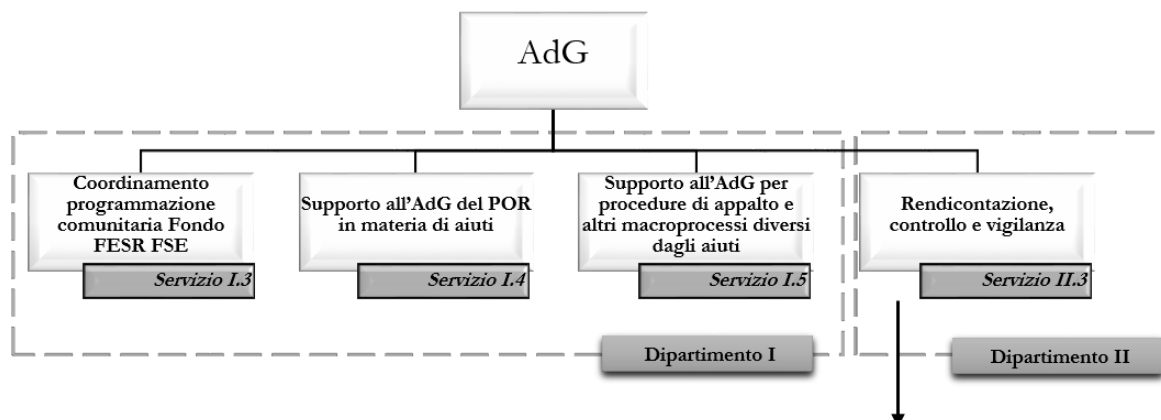 AdG
Coordinamento
programmazione
comunitaria Fondo
FESR FSE
Servizio I.3
Supporto all'AdG del POR
in materia di aiuti
Servizio I.4
Supporto all'AdG per
procedure di appalto e
altri macroprocessi diversi
dagli aiuti
Servizio I.5
Rendicontazione,
controllo e vigilanza
Servizio II.3
Dipartimento I
Dipartimento II